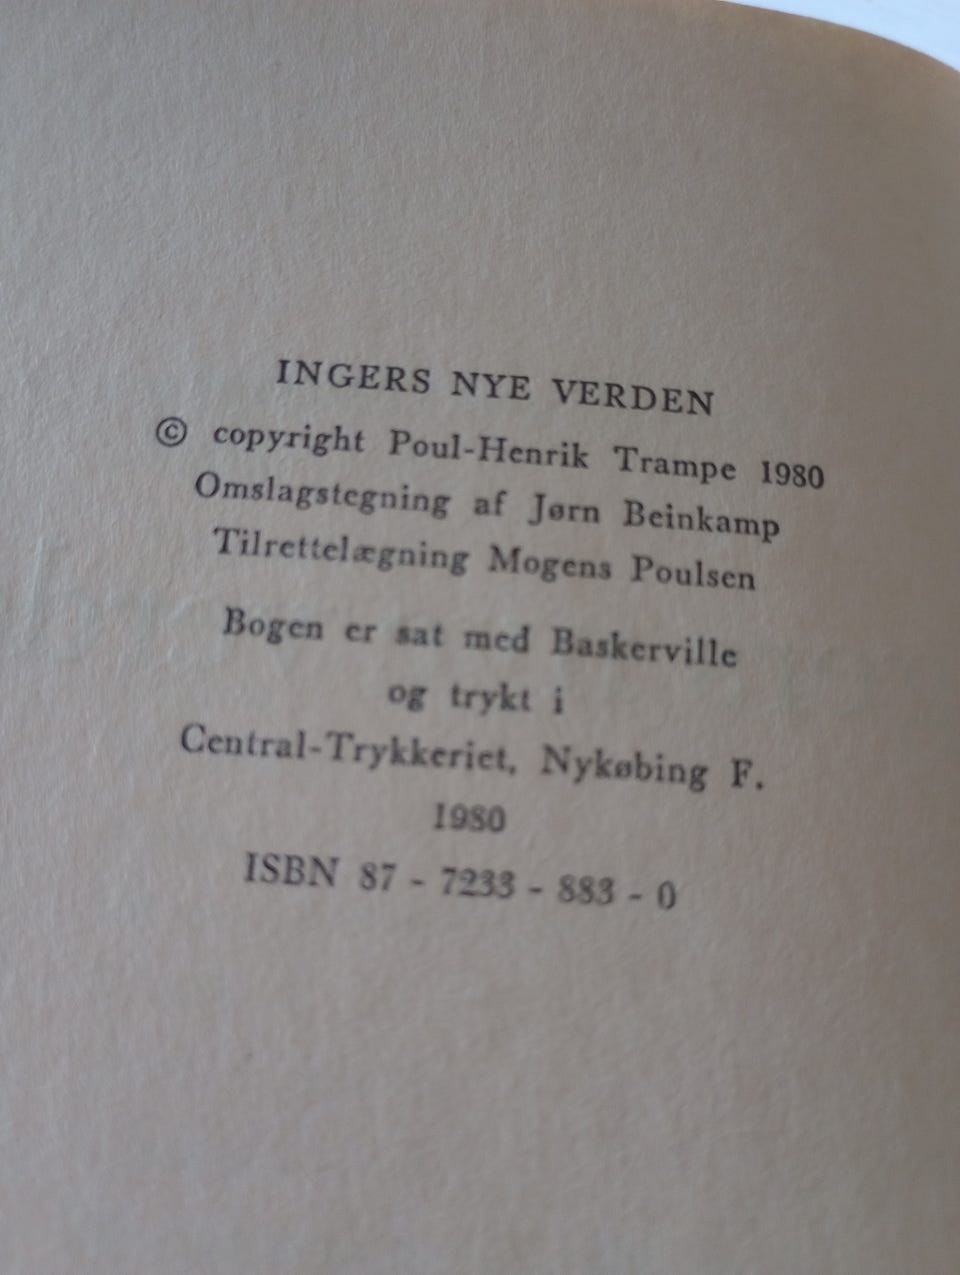 INGERS NYE VERDEN
© copyright Poul-Henrik Trampe 1980
Omslagstegning af Jørn Beinkamp
Tilrettelægning Mogens Poulsen
Bogen er sat med Baskerville
og trykt i
Central-Trykkeriet, Nykøbing F.
1980
ISBN 87 - 7233 - 883 - 0